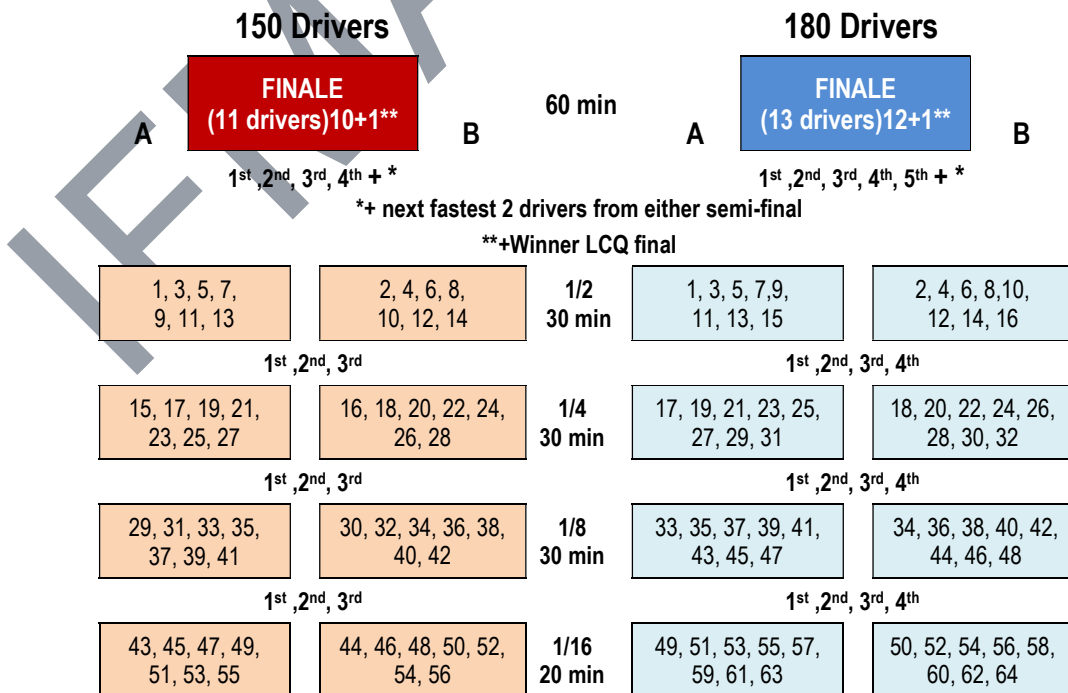 150 Drivers
180 Drivers
FINALE
(11 drivers)10+1**
A
B
60 min
FINALE
(13 drivers)12+1**
A
B
1st ,2nd, 3rd, 4th + *
1st ,2nd, 3rd, 4th, 5th + *
*+ next fastest 2 drivers from either semi-final
**+Winner LCQ final
1, 3, 5, 7,
9, 11, 13
2, 4, 6, 8,
10, 12, 14
1/2
30 min
1, 3, 5, 7,9,
11, 13, 15
2, 4, 6, 8,10,
12, 14, 16
1st ,2nd, 3rd
1st ,2nd, 3rd, 4th
15, 17, 19, 21,
23, 25, 27
16, 18, 20, 22, 24,
26, 28
1/4
30 min
17, 19, 21, 23, 25,
27, 29, 31
18, 20, 22, 24, 26,
28, 30, 32
1st ,2nd, 3rd
1st ,2nd, 3rd, 4th
29, 31, 33, 35,
37, 39, 41
30, 32, 34, 36, 38,
40, 42
1/8
30 min
33, 35, 37, 39, 41,
43, 45, 47
34, 36, 38, 40, 42,
44, 46, 48
1st ,2nd, 3rd
1st ,2nd, 3rd, 4th
43, 45, 47, 49,
51, 53, 55
44, 46, 48, 50, 52,
54, 56
1/16
20 min
49, 51, 53, 55, 57,
59, 61, 63
50, 52, 54, 56, 58,
60, 62, 64